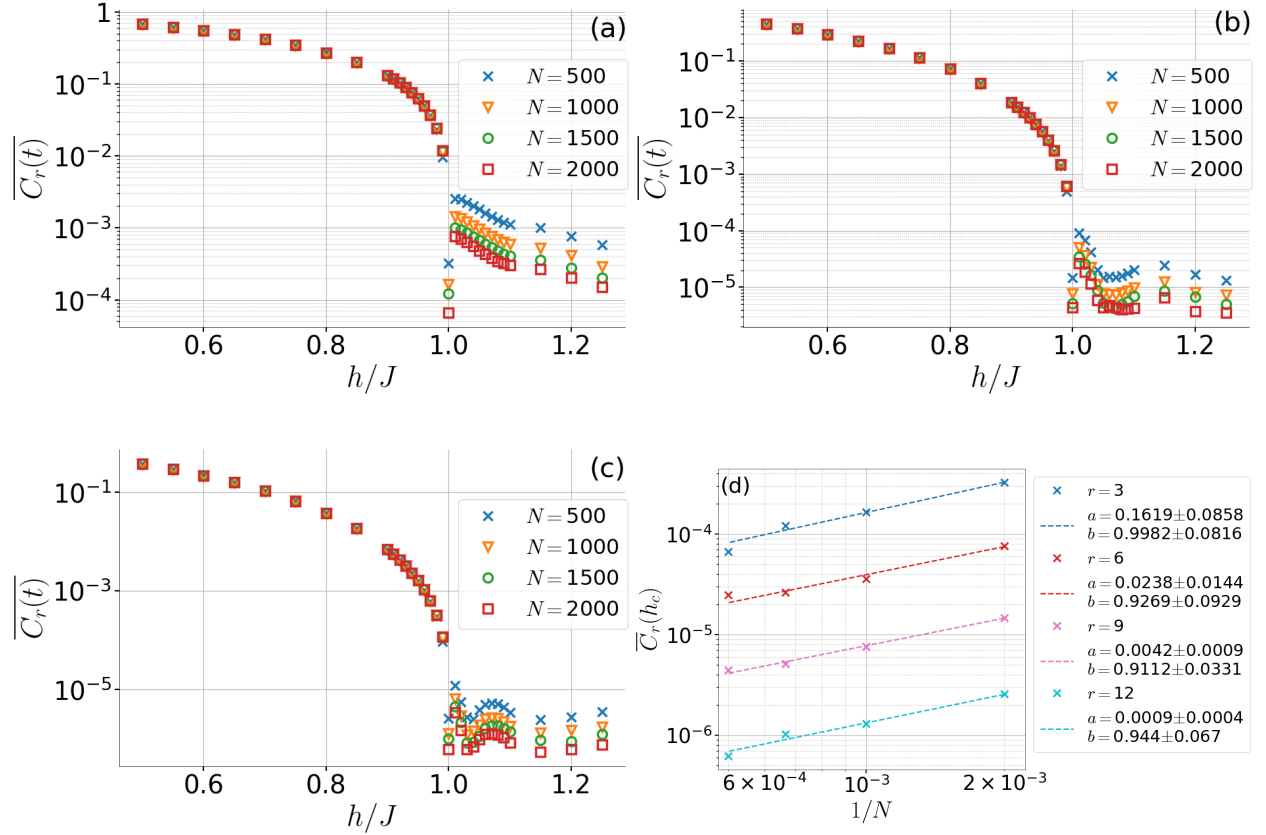 (a)
1
10⁻¹
10⁻²
10⁻³
10⁻⁴
C_r(t)
N = 500
N = 1000
N = 1500
N = 2000
0.6 0.8 1.0 1.2
h/J
(b)
10⁻¹
10⁻²
10⁻³
10⁻⁴
10⁻⁵
C_r(t)
N = 500
N = 1000
N = 1500
N = 2000
0.6 0.8 1.0 1.2
h/J
(c)
10⁻¹
10⁻³
10⁻⁵
C_r(t)
N = 500
N = 1000
N = 1500
N = 2000
0.6 0.8 1.0 1.2
h/J
(d)
10⁻⁴
10⁻⁵
10⁻⁶
C_r(h_c)
6 × 10⁻⁴ 10⁻³ 2 × 10⁻³
1/N
r = 3
a = 0.1619±0.0858
b = 0.9982±0.0816
r = 6
a = 0.0238±0.0144
b = 0.9269±0.0929
r = 9
a = 0.0042±0.0009
b = 0.9112±0.0331
r = 12
a = 0.0009±0.0004
b = 0.944±0.067